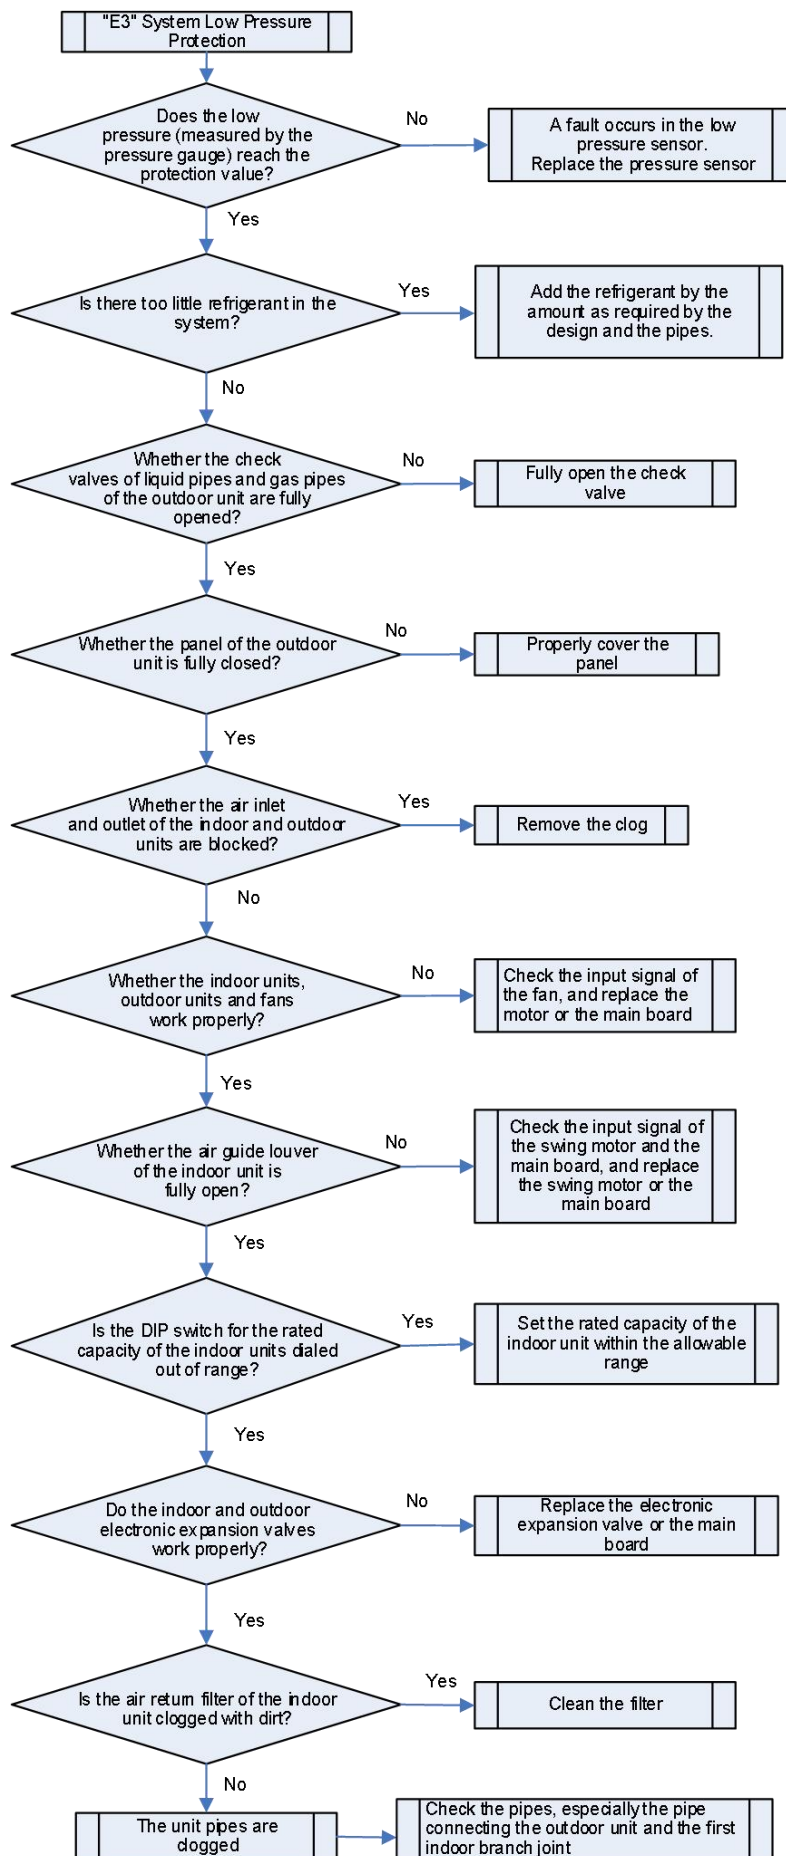 "E3" System Low Pressure
Protection
Does the low
pressure (measured by the
pressure gauge) reach the
protection value?
No
A fault occurs in the low
pressure sensor.
Replace the pressure sensor
Yes
Is there too little refrigerant in the
system?
Yes
Add the refrigerant by the
amount as required by the
design and the pipes.
No
Whether the check
valves of liquid pipes and gas pipes
of the outdoor unit are fully
opened?
No
Fully open the check
valve
Yes
Whether the panel of the outdoor
unit is fully closed?
No
Properly cover the
panel
Yes
Whether the air inlet
and outlet of the indoor and outdoor
units are blocked?
Yes
Remove the clog
No
Whether the indoor units,
outdoor units and fans
work properly?
No
Check the input signal of
the fan, and replace the
motor or the main board
Yes
Whether the air guide louver
of the indoor unit is
fully open?
No
Check the input signal of
the swing motor and the
main board, and replace
the swing motor or the
main board
Yes
Is the DIP switch for the rated
capacity of the indoor units dialed
out of range?
Yes
Set the rated capacity of the
indoor unit within the allowable
range
Yes
Do the indoor and outdoor
electronic expansion valves
work properly?
No
Replace the electronic
expansion valve or the main
board
Yes
Is the air return filter of the indoor
unit clogged with dirt?
Yes
Clean the filter
No
The unit pipes are
clogged
Check the pipes, especially the pipe
connecting the outdoor unit and the first
indoor branch joint